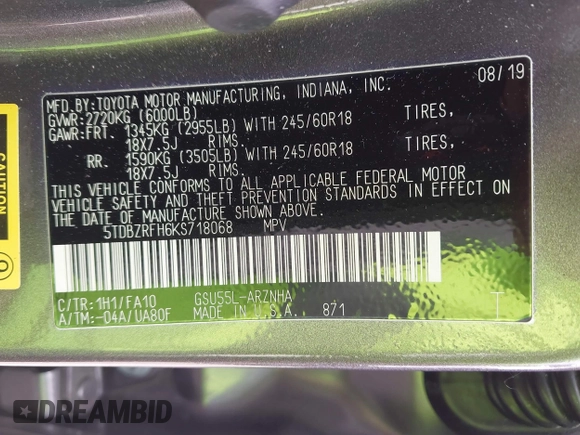 MFD.BY:TOYOTA MOTOR MANUFACTURING, INDIANA, INC. 08/19
GVWR:2720KG (6000LB)
GAWR:FRT. 1345KG (2955LB) WITH 245/60R18 TIRES,
18X7.5J RIMS.
RR. 1590KG (3505LB) WITH 245/60R18 TIRES,
18X7.5J RIMS.
THIS VEHICLE CONFORMS TO ALL APPLICABLE FEDERAL MOTOR
VEHICLE SAFETY AND THEFT PREVENTION STANDARDS IN EFFECT ON
THE DATE OF MANUFACTURE SHOWN ABOVE.
5TDBZRFH6KS718068 MPV
C/TR:1H1/FA10 GSU55L-ARZNHA
A/TM:-04A/UA80F MADE IN U.S.A. 871 T
CAUTION
DREAMBID